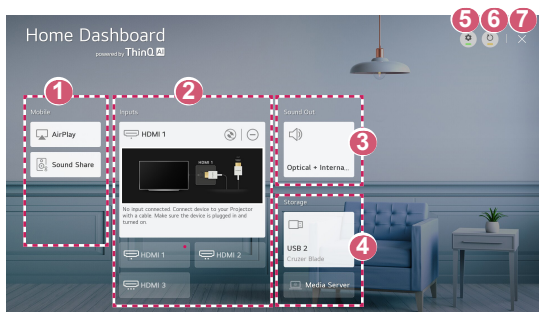 Home Dashboard
powered by ThinQ AI
5
6
7
1
2
3
4
Mobile
AirPlay
Sound Share
Inputs
HDMI 1
HDMI 1
No input connected. Connect device to your Projector
with a cable. Make sure the device is plugged in and
turned on.
HDMI 1
HDMI 2
HDMI 3
Sound Out
Optical + Interna...
Storage
USB 2
Cruzer Blade
Media Server